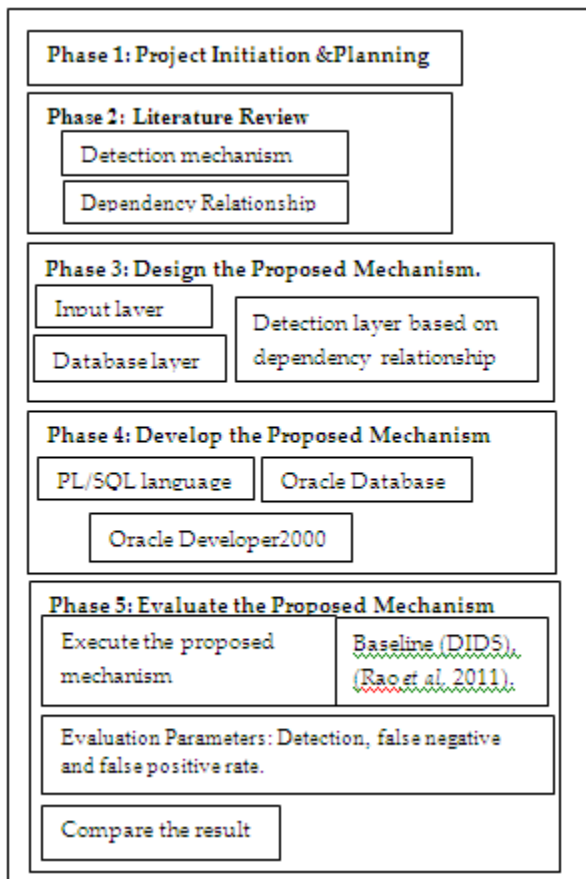 Phase 1: Project Initiation &Planning
Phase 2: Literature Review
Detection mechanism
Dependency Relationship
Phase 3: Design the Proposed Mechanism.
Input layer
Database layer
Detection layer based on
dependency relationship
Phase 4: Develop the Proposed Mechanism
PL/SQL language
Oracle Database
Oracle Developer2000
Phase 5: Evaluate the Proposed Mechanism
Execute the proposed
mechanism
Baseline (DIDS),
(Rao et al, 2011).
Evaluation Parameters: Detection, false negative
and false positive rate.
Compare the result